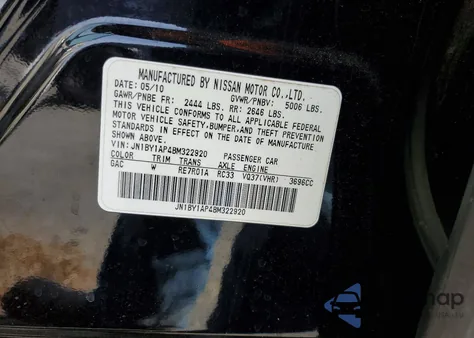 MANUFACTURED BY NISSAN MOTOR CO.,LTD.
DATE: 05/10 GVWR/PNBV: 5006 LBS.
GAWR/PNBE FR: 2444 LBS. RR: 2646 LBS.
THIS VEHICLE CONFORMS TO ALL APPLICABLE FEDERAL
MOTOR VEHICLE SAFETY,BUMPER,AND THEFT PREVENTION
STANDARDS IN EFFECT ON THE DATE OF MANUFACTURE
SHOWN ABOVE.
VIN: JN1BY1AP4BM322920 PASSENGER CAR
COLOR TRIM TRANS AXLE ENGINE
GAC W RE7R01A RC33 VQ37(VHR) 3696CC
JN1BY1AP4BM322920